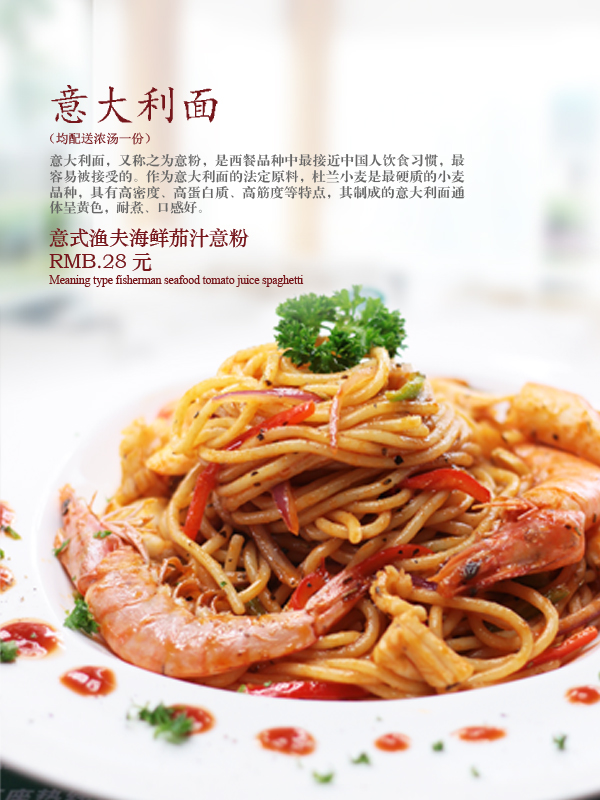 意大利面
（均配送浓汤一份）
意大利面，又称之为意粉，是西餐品种中最接近中国人饮食习惯，最
容易被接受的。作为意大利面的法定原料，杜兰小麦是最硬质的小麦
品种，具有高密度、高蛋白质、高筋度等特点，其制成的意大利面通
体呈黄色，耐煮、口感好。
意式渔夫海鲜茄汁意粉
RMB.28 元
Meaning type fisherman seafood tomato juice spaghetti